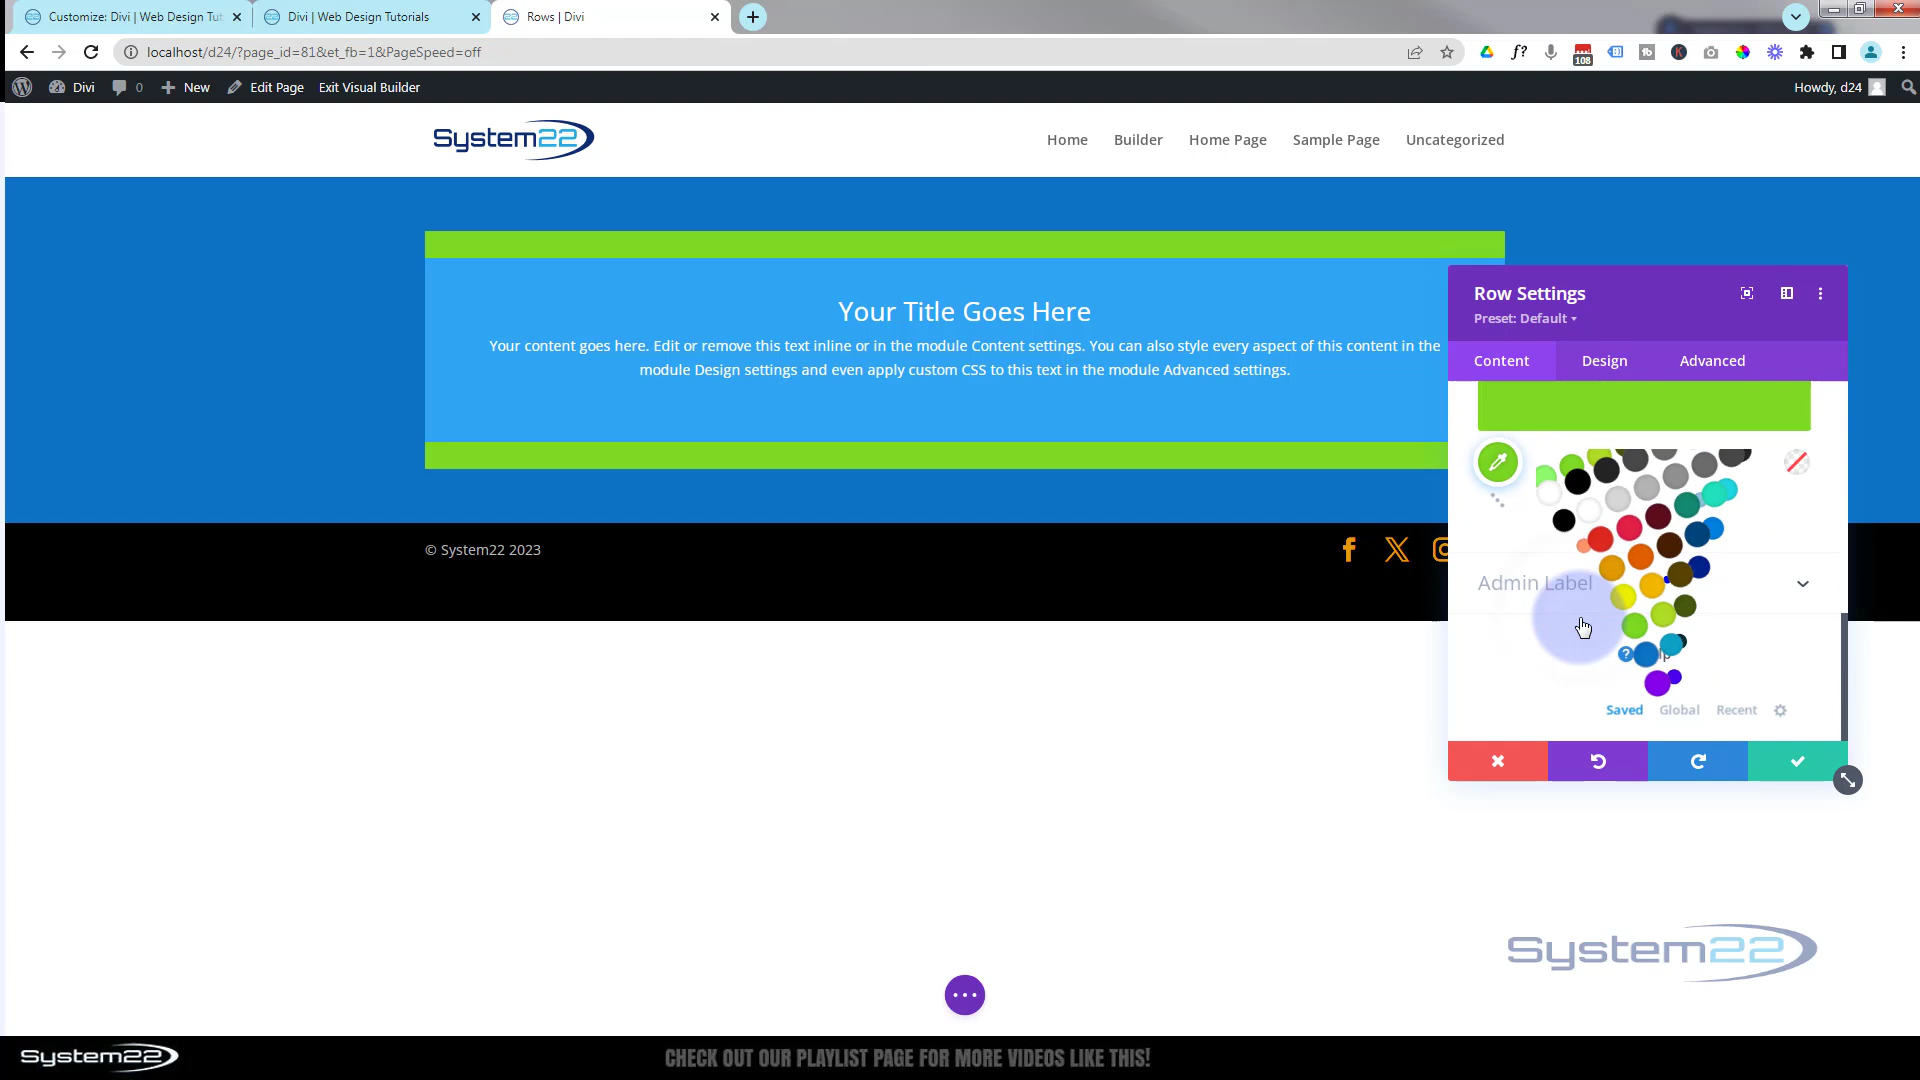 Customize: Divi | Web Design Tut
Divi | Web Design Tutorials
Rows | Divi
localhost/d24/?page_id=81&et_fb=1&PageSpeed=off
f?
108
tb
K
Divi
0
New
Edit Page
Exit Visual Builder
Howdy, d24
System22
Home
Builder
Home Page
Sample Page
Uncategorized
Your Title Goes Here
Your content goes here. Edit or remove this text inline or in the module Content settings. You can also style every aspect of this content in the
module Design settings and even apply custom CSS to this text in the module Advanced settings.
© System22 2023
Row Settings
Preset: Default
Content
Design
Advanced
Admin Label
Saved
Global
Recent
System22
System22
CHECK OUT OUR PLAYLIST PAGE FOR MORE VIDEOS LIKE THIS!